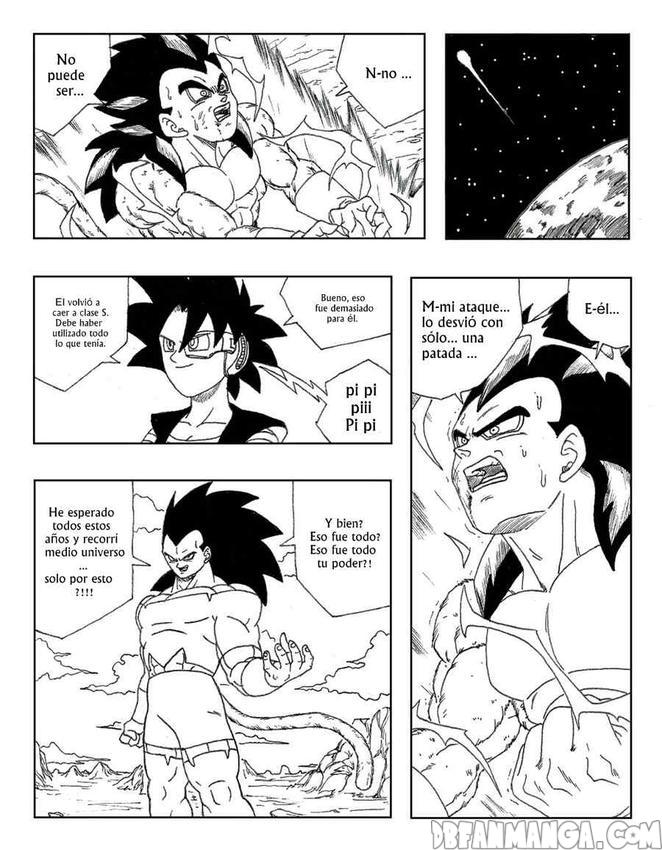 N-no ...
No
puede
ser...
E-él...
M-mi ataque...
lo desvió con
sólo... una
patada ...
Bueno, eso
fue demasiado
para él.
pi pi
piii
Pi pi
El volvió a
caer a clase S.
Debe haber
utilizado todo
lo que tenía.
Y bien?
Eso fue todo?
Eso fue todo
tu poder?!
He esperado
todos estos
años y recorrí
medio universo
...
solo por esto
?!!!
DBFANMANGA.COM